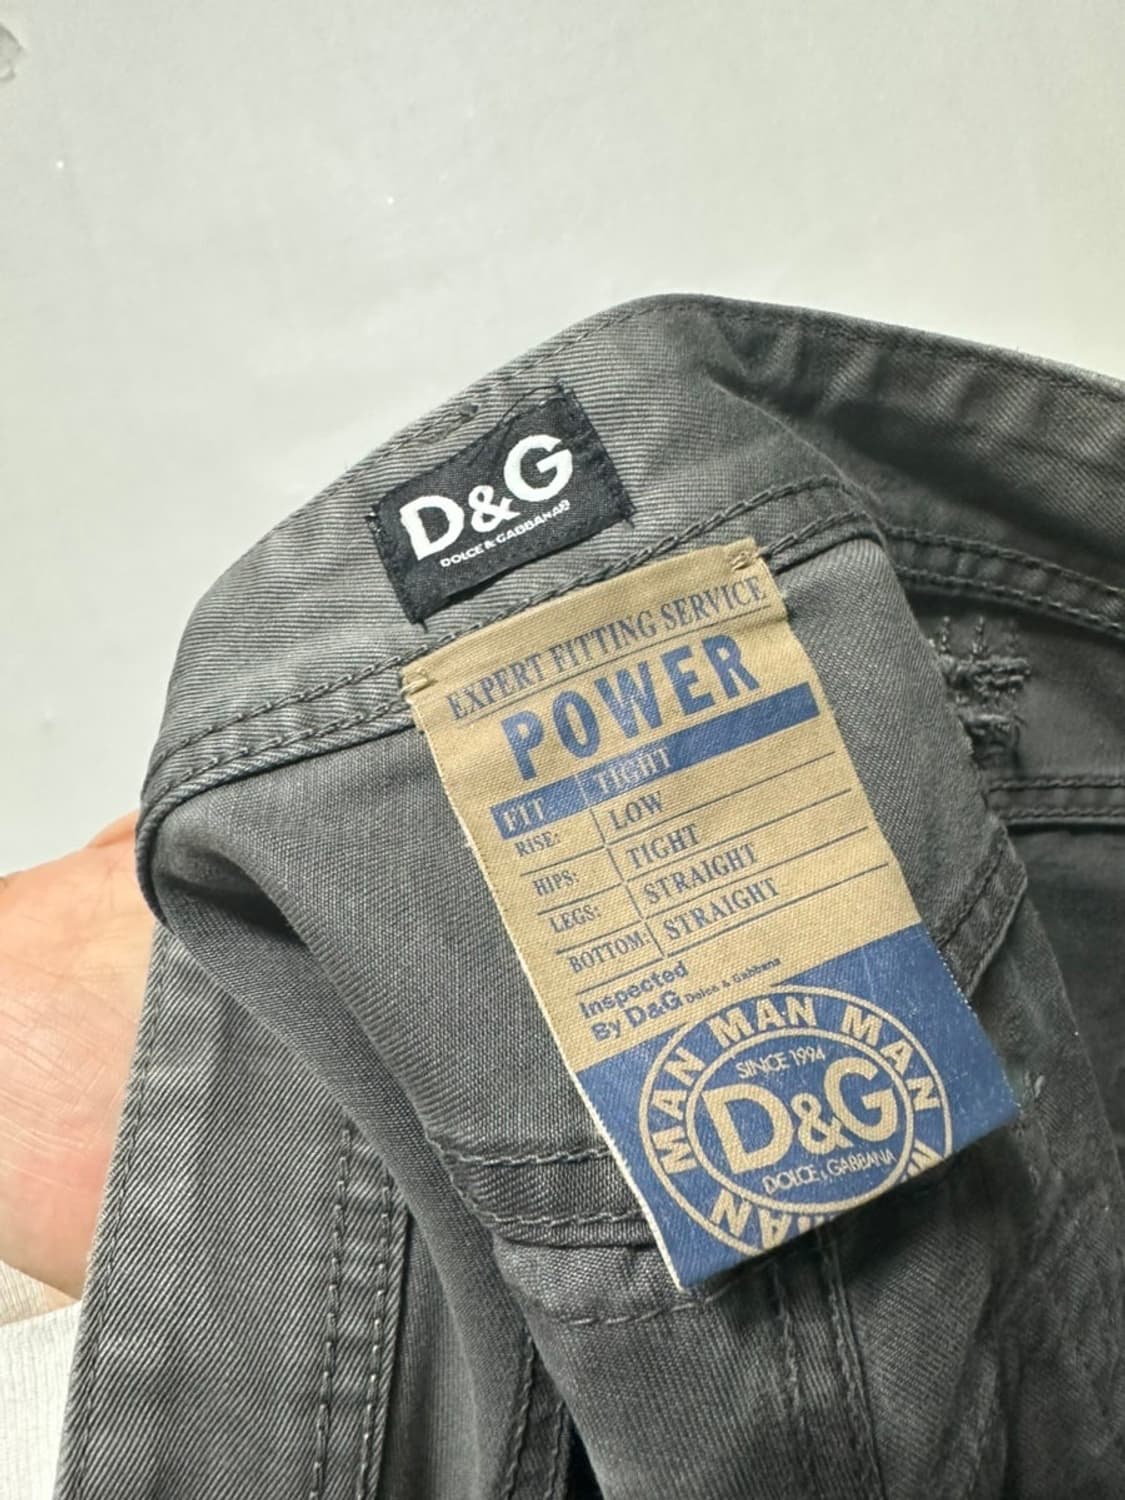 D&G
DOLCE & GABBANA
EXPERT FITTING SERVICE
POWER
FIT TIGHT
RISE: LOW
HIPS: TIGHT
LEGS: STRAIGHT
BOTTOM: STRAIGHT
Inspected
By D&G Dolce & Gabbana
MAN MAN MAN MAN MAN
SINCE 1994
D&G
DOLCE & GABBANA